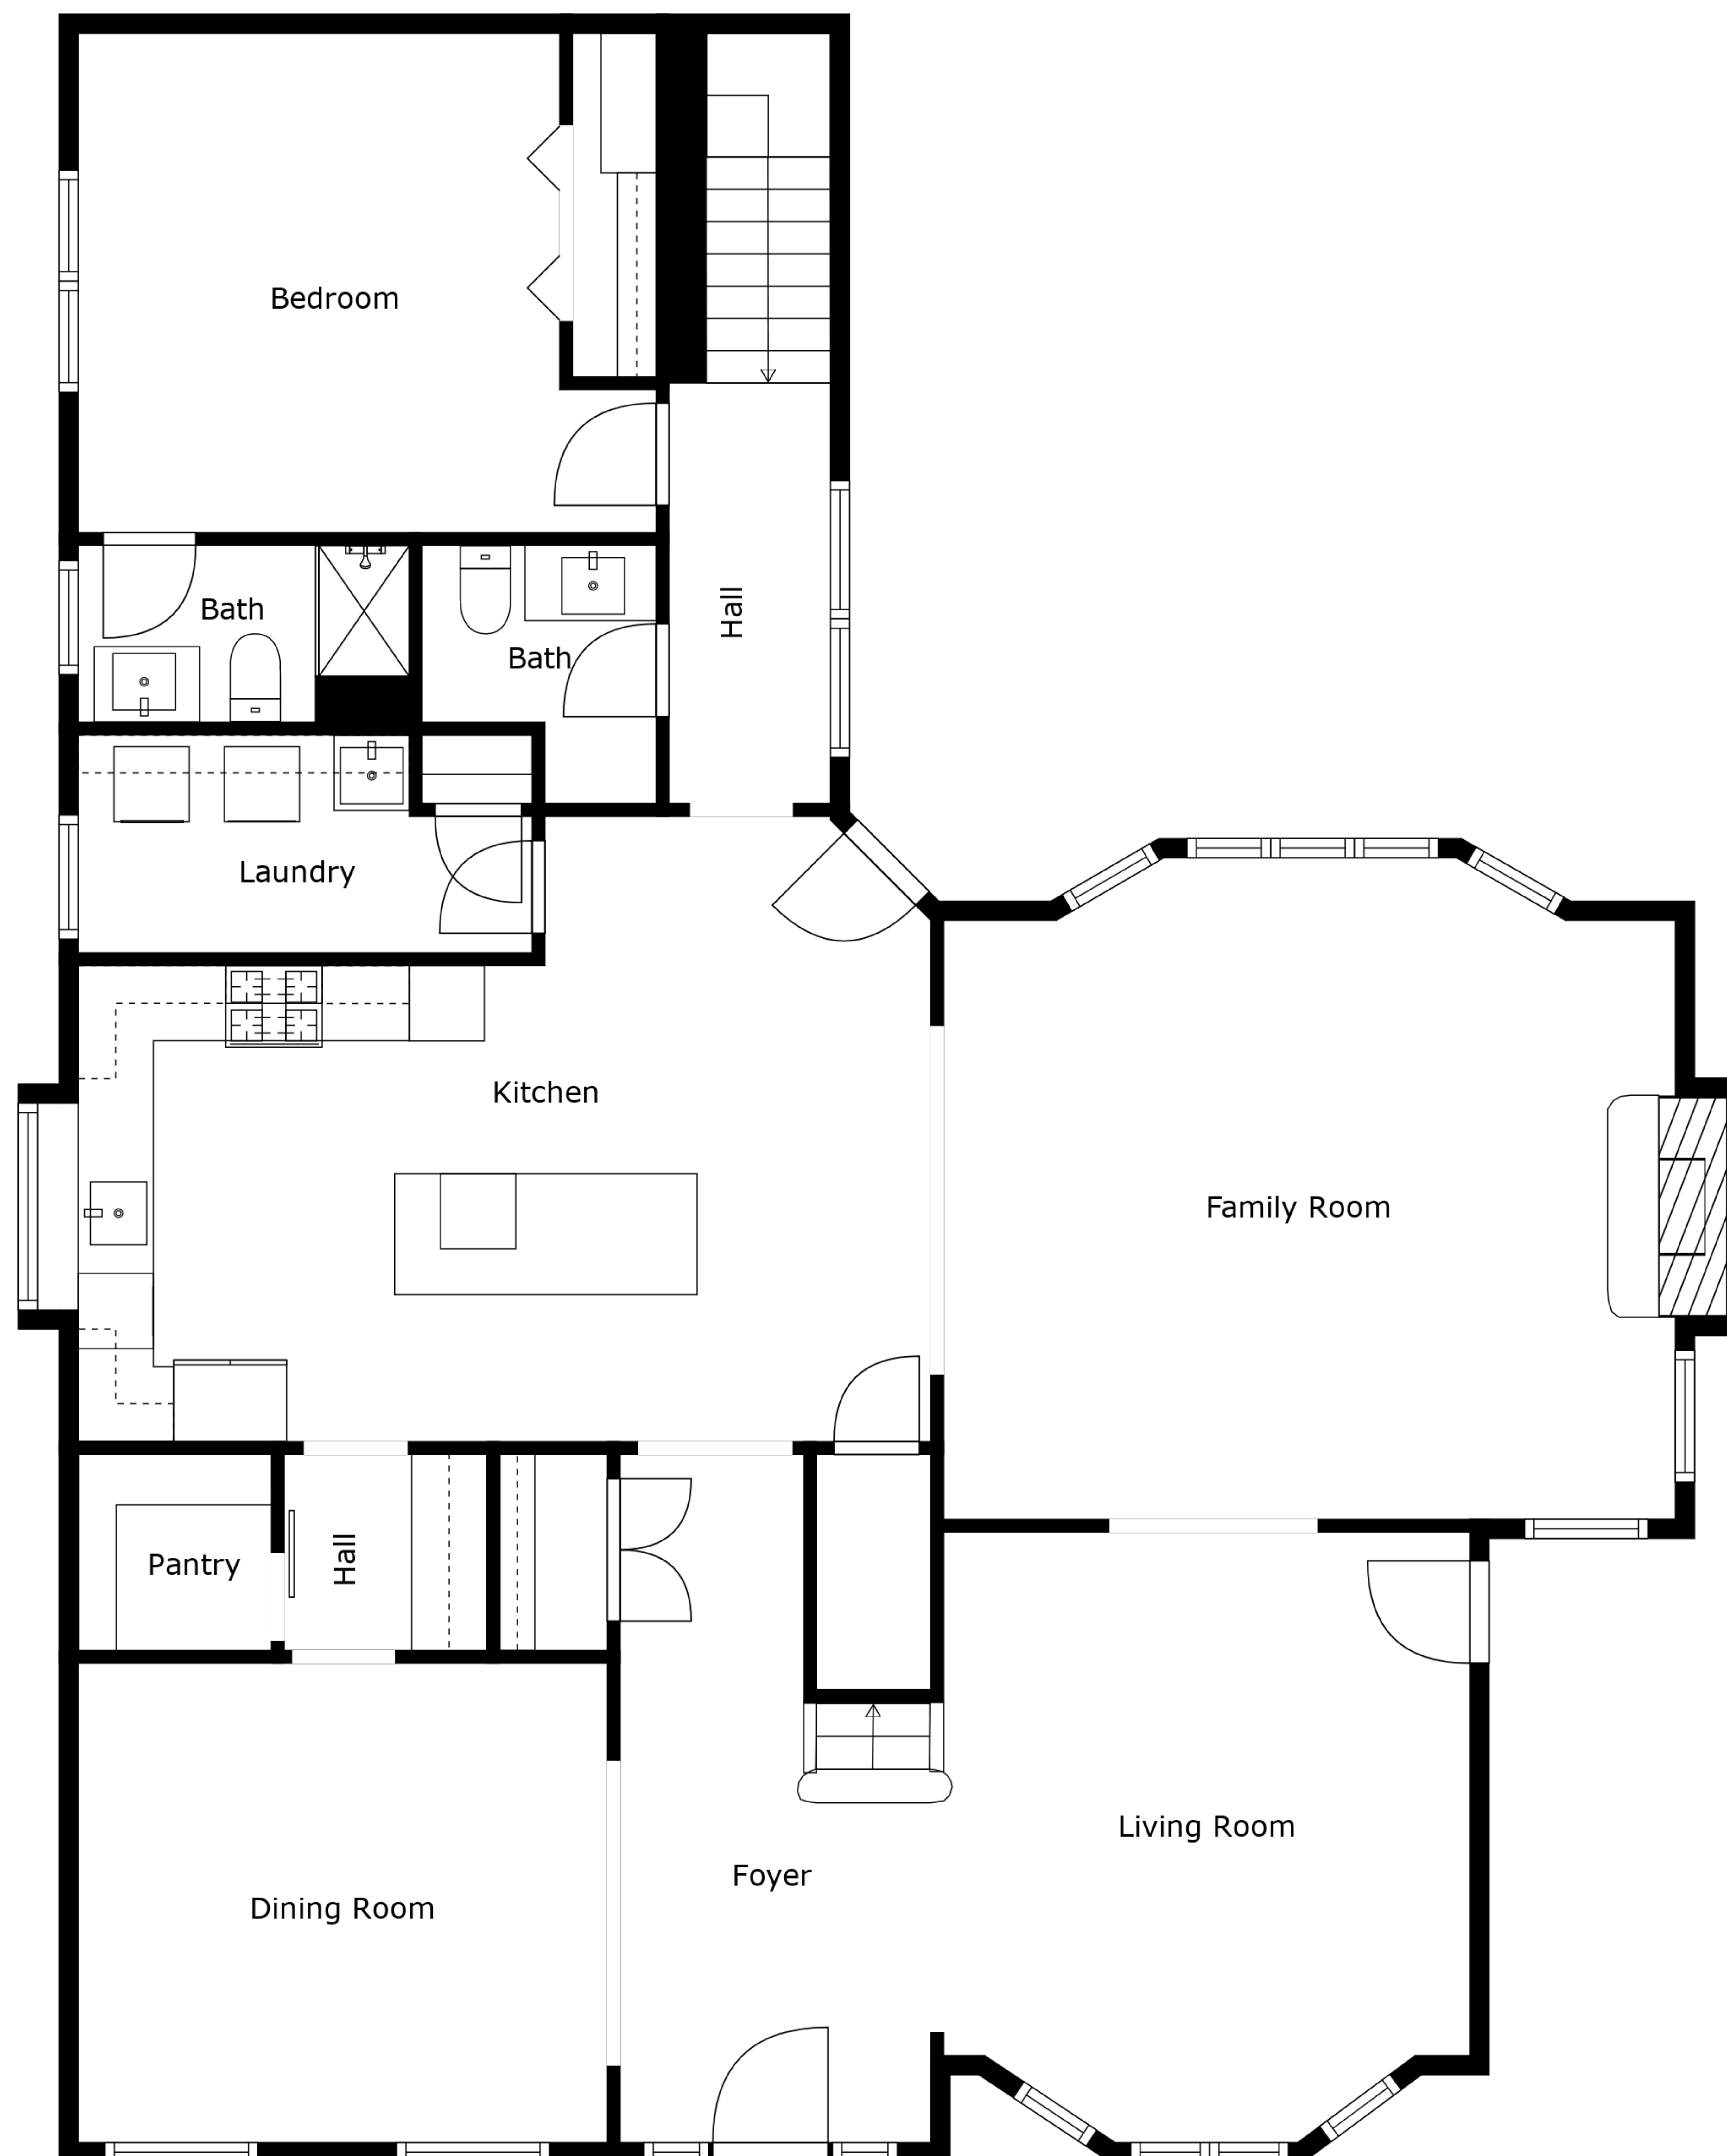 Bedroom
Bath
Hall
Bath
Laundry
Kitchen
Family Room
Pantry
Hall
Living Room
Foyer
Dining Room